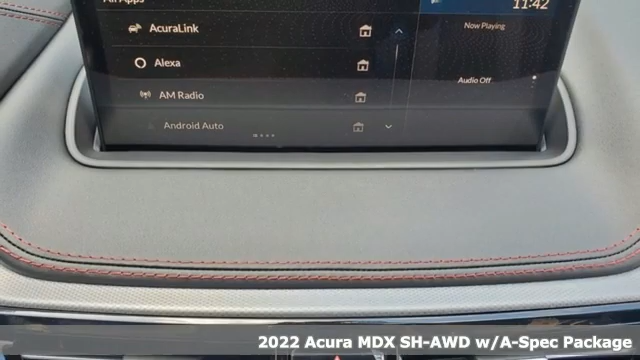 All Apps
11:42
AcuraLink
Now Playing
Alexa
Audio Off
AM Radio
Android Auto
2022 Acura MDX SH-AWD w/A-Spec Package